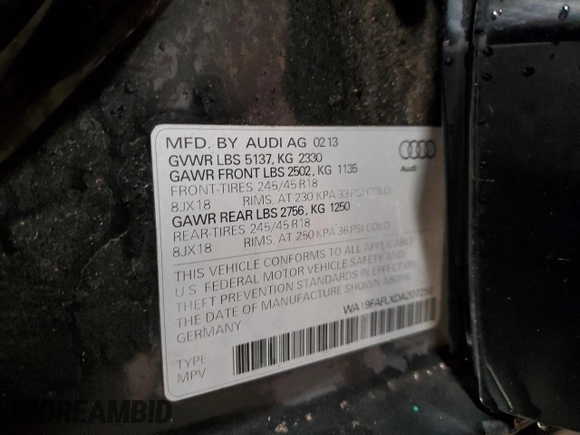 MFD. BY AUDI AG 02 13
GVWR LBS 5137, KG 2330
GAWR FRONT LBS 2502, KG 1135
FRONT-TIRES 245/45 R18
8JX18 RIMS. AT 230 KPA 33 PSI COLD
GAWR REAR LBS 2756, KG 1250
REAR-TIRES 245/45 R18
8JX18 RIMS. AT 250 KPA 36 PSI COLD
Audi
THIS VEHICLE CONFORMS TO ALL APPLICABLE
U.S. FEDERAL MOTOR VEHICLE SAFETY AND
THEFT PREVENTION STANDARDS IN EFFECT ON
THE DATE OF MANUFACTURE SHOWN ABOVE.
GERMANY
TYPE
MPV
DREAMBID